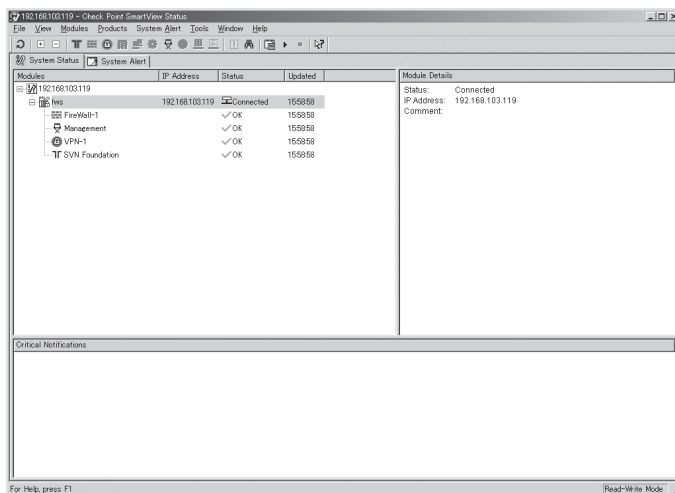 192.168.103.119 - Check Point SmartView Status
File View Modules Products System Alert Tools Window Help
System Status System Alert
Modules IP Address Status Updated
192.168.103.119
fws 192.168.103.119 Connected 15:58:58
FireWall-1 OK 15:58:58
Management OK 15:58:58
VPN-1 OK 15:58:58
SVN Foundation OK 15:58:58
Module Details
Status: Connected
IP Address: 192.168.103.119
Comment:
Critical Notifications
For Help, press F1 Read-Write Mode